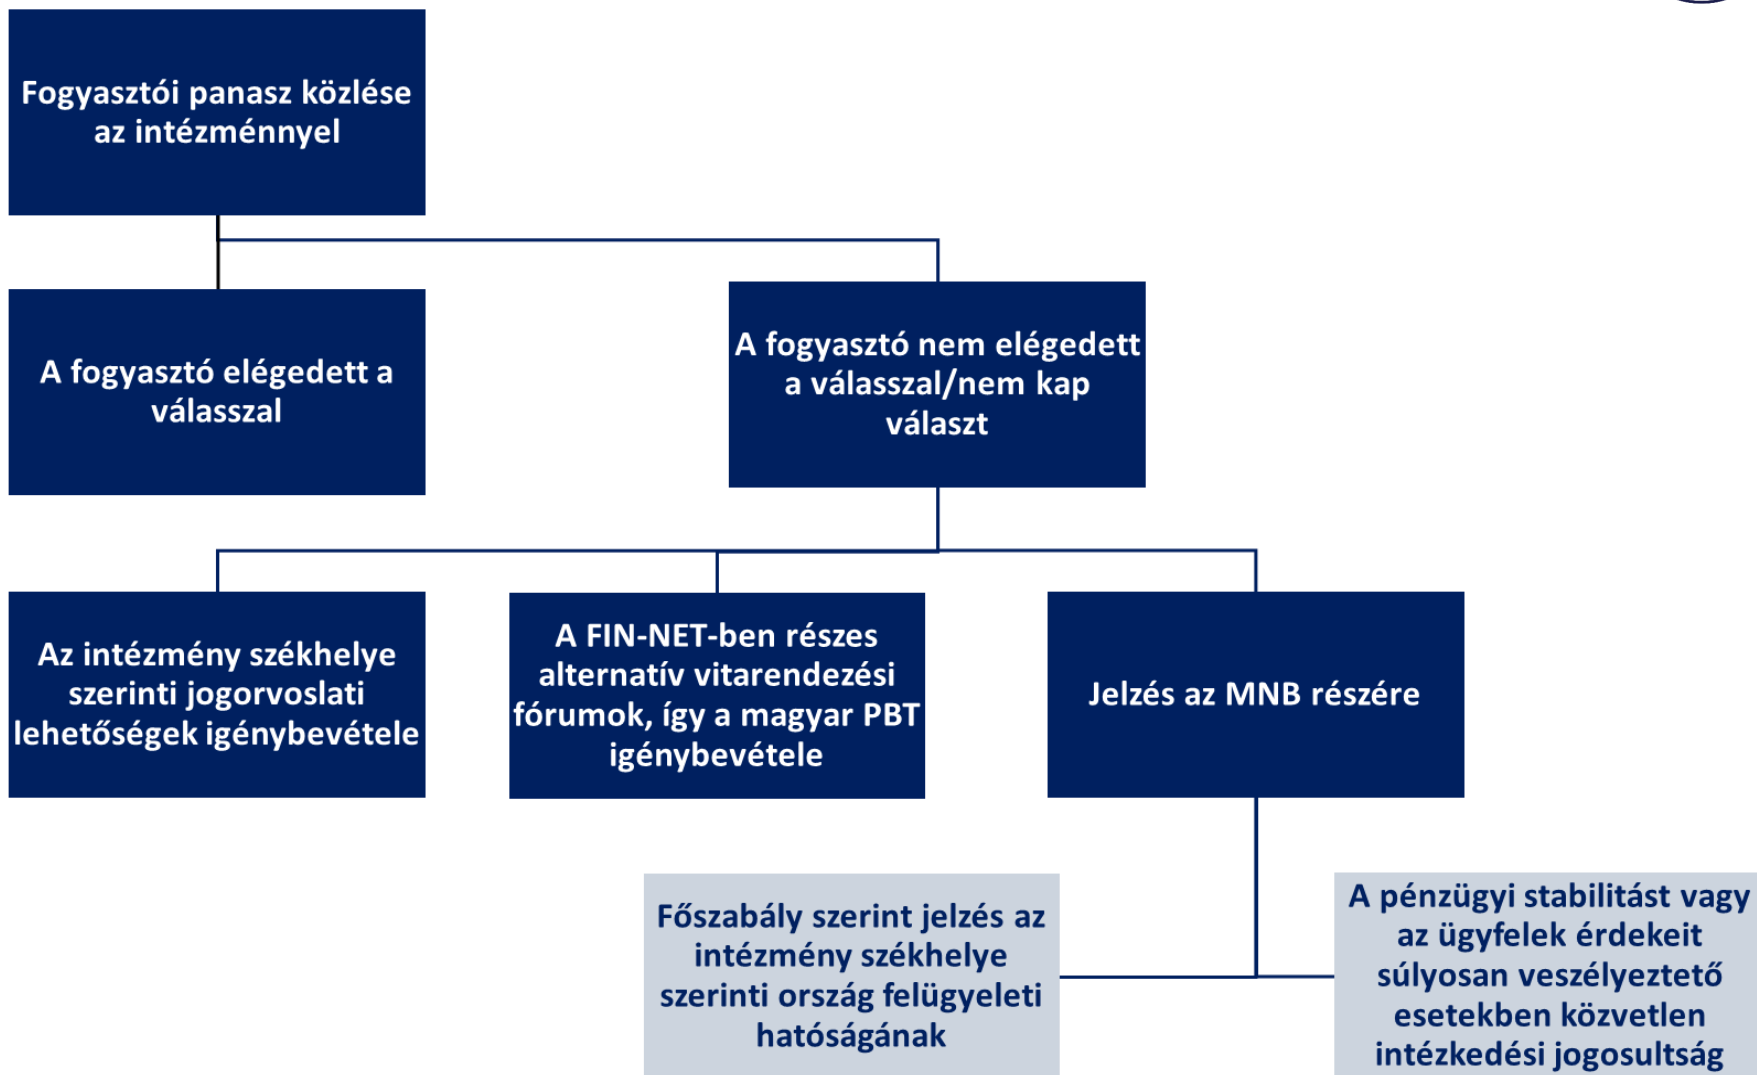 Fogyasztói panasz közlése
az intézménnyel
A fogyasztó elégedett a
válasszal
A fogyasztó nem elégedett
a válasszal/nem kap
választ
Az intézmény székhelye
szerinti jogorvoslati
lehetőségek igénybevétele
A FIN-NET-ben részes
alternatív vitarendezési
fórumok, így a magyar PBT
igénybevétele
Jelzés az MNB részére
Főszabály szerint jelzés az
intézmény székhelye
szerinti ország felügyeleti
hatóságának
A pénzügyi stabilitást vagy
az ügyfelek érdekeit
súlyosan veszélyeztető
esetekben közvetlen
intézkedési jogosultság